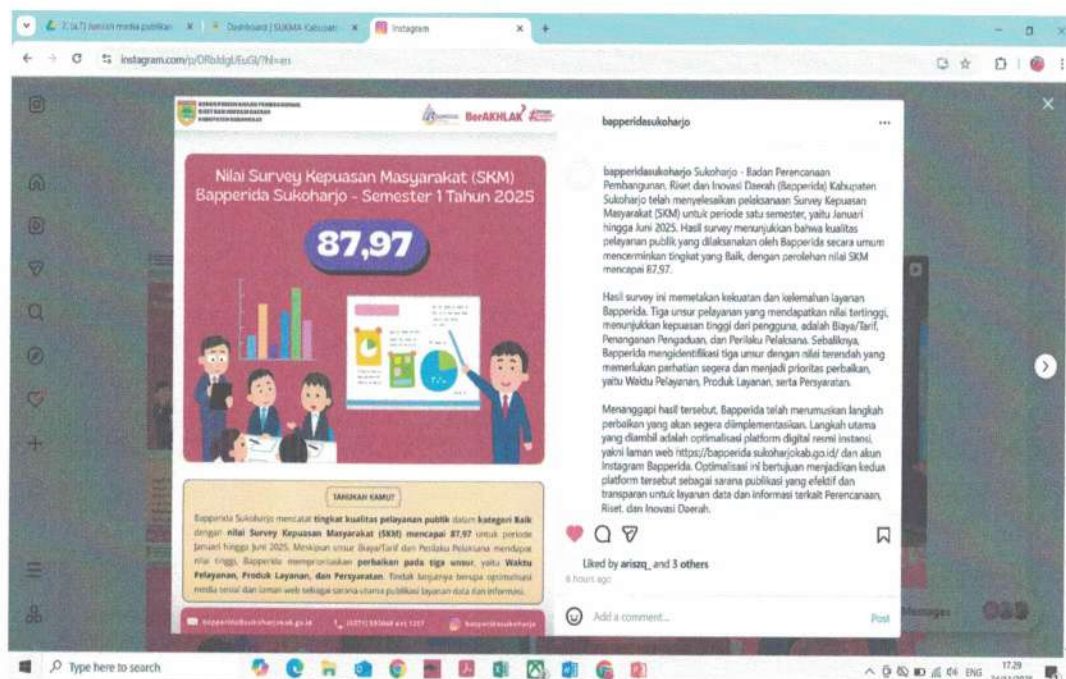 Dashboard | SUKMA Kabupat
Instagram
BADAN PERENCANAAN PEMBANGUNAN,
RISET DAN INOVASI DAERAH
KABUPATEN SUKOHARJO
BerAKHLAK
Nilai Survey Kepuasan Masyarakat (SKM)
Bapperida Sukoharjo - Semester 1 Tahun 2025
87,97
TAHUKAH KAMU?
Bapperida Sukoharjo mencatat tingkat kualitas pelayanan publik dalam kategori Baik
dengan nilai Survey Kepuasan Masyarakat (SKM) mencapai 87,97 untuk periode
Januari hingga Juni 2025. Meskipun unsur Biaya/Tarif dan Perilaku Pelaksana mendapat
nilai tinggi, Bapperida memprioritaskan perbaikan pada tiga unsur, yaitu Waktu
Pelayanan, Produk Layanan, dan Persyaratan. Tindak lanjutnya berupa optimalisasi
media sosial dan laman web sebagai sarana utama publikasi layanan data dan informasi.
bapperidasukoharjo
bapperidasukoharjo
bapperidasukoharjo Sukoharjo - Badan Perencanaan
Pembangunan, Riset dan Inovasi Daerah (Bapperida) Kabupaten
Sukoharjo telah menyelesaikan pelaksanaan Survey Kepuasan
Masyarakat (SKM) untuk periode satu semester, yaitu Januari
hingga Juni 2025. Hasil survey menunjukkan bahwa kualitas
pelayanan publik yang dilaksanakan oleh Bapperida secara umum
mencerminkan tingkat yang Baik, dengan perolehan nilai SKM
mencapai 87,97.
Hasil survey ini memetakan kekuatan dan kelemahan layanan
Bapperida. Tiga unsur pelayanan yang mendapatkan nilai tertinggi,
menunjukkan kepuasan tinggi dari pengguna, adalah Biaya/Tarif,
Penanganan Pengaduan, dan Perilaku Pelaksana. Sebaliknya,
Bapperida mengidentifikasi tiga unsur dengan nilai terendah yang
memerlukan perhatian segera dan menjadi prioritas perbaikan,
yaitu Waktu Pelayanan, Produk Layanan, serta Persyaratan.
Menanggapi hasil tersebut, Bapperida telah merumuskan langkah
perbaikan yang akan segera diimplementasikan. Langkah utama
yang diambil adalah optimalisasi platform digital resmi instansi,
yakni laman web https://bapperida.sukoharjokab.go.id/ dan akun
Instagram Bapperida. Optimalisasi ini bertujuan menjadikan kedua
platform tersebut sebagai sarana publikasi yang efektif dan
transparan untuk layanan data dan informasi terkait Perencanaan,
Riset, dan Inovasi Daerah.
Liked by ariszq_ and 3 others
6 hours ago
Add a comment...
Post
Messages
Type here to search
ENG
17.29